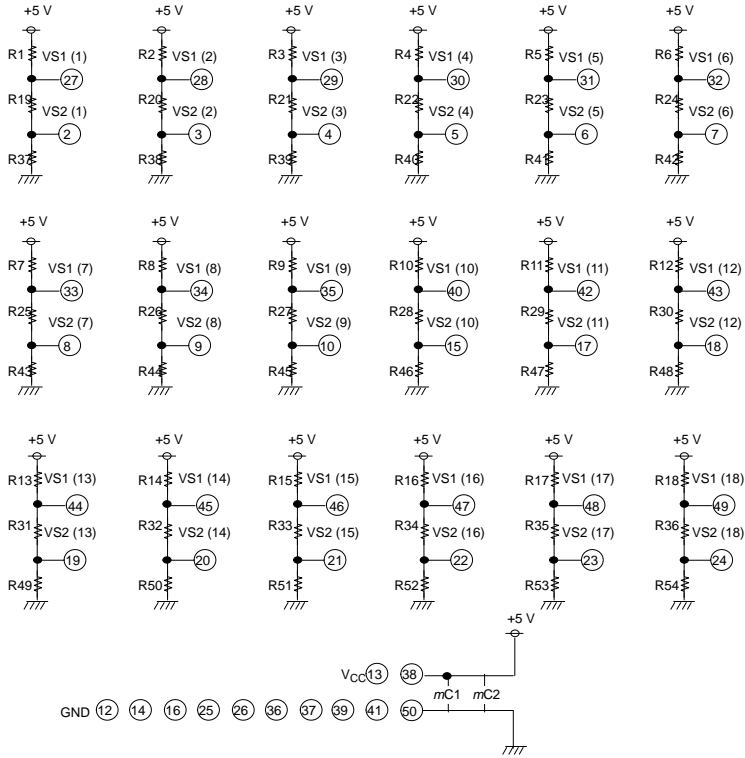 +5 V +5 V +5 V +5 V +5 V +5 V
R1 VS1 (1) R2 VS1 (2) R3 VS1 (3) R4 VS1 (4) R5 VS1 (5) R6 VS1 (6)
27 28 29 30 31 32
R19 VS2 (1) R20 VS2 (2) R21 VS2 (3) R22 VS2 (4) R23 VS2 (5) R24 VS2 (6)
2 3 4 5 6 7
R37 R38 R39 R40 R41 R42
+5 V +5 V +5 V +5 V +5 V +5 V
R7 VS1 (7) R8 VS1 (8) R9 VS1 (9) R10 VS1 (10) R11 VS1 (11) R12 VS1 (12)
33 34 35 40 42 43
R25 VS2 (7) R26 VS2 (8) R27 VS2 (9) R28 VS2 (10) R29 VS2 (11) R30 VS2 (12)
8 9 10 15 17 18
R43 R44 R45 R46 R47 R48
+5 V +5 V +5 V +5 V +5 V +5 V
R13 VS1 (13) R14 VS1 (14) R15 VS1 (15) R16 VS1 (16) R17 VS1 (17) R18 VS1 (18)
44 45 46 47 48 49
R31 VS2 (13) R32 VS2 (14) R33 VS2 (15) R34 VS2 (16) R35 VS2 (17) R36 VS2 (18)
19 20 21 22 23 24
R49 R50 R51 R52 R53 R54
+5 V
VCC 13 38
mC1 mC2
GND 12 14 16 25 26 36 37 39 41 50